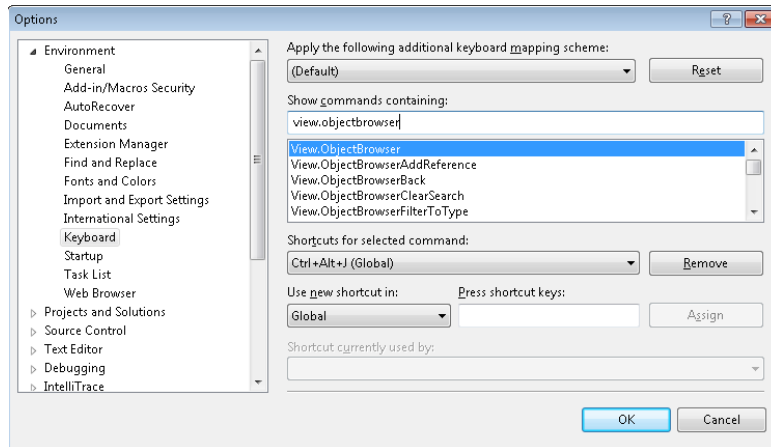 Options
Environment
General
Add-in/Macros Security
AutoRecover
Documents
Extension Manager
Find and Replace
Fonts and Colors
Import and Export Settings
International Settings
Keyboard
Startup
Task List
Web Browser
Projects and Solutions
Source Control
Text Editor
Debugging
IntelliTrace
Apply the following additional keyboard mapping scheme:
(Default)
Reset
Show commands containing:
view.objectbrowser
View.ObjectBrowser
View.ObjectBrowserAddReference
View.ObjectBrowserBack
View.ObjectBrowserClearSearch
View.ObjectBrowserFilterToType
Shortcuts for selected command:
Ctrl+Alt+J (Global)
Remove
Use new shortcut in:
Press shortcut keys:
Global
Assign
Shortcut currently used by:
OK
Cancel